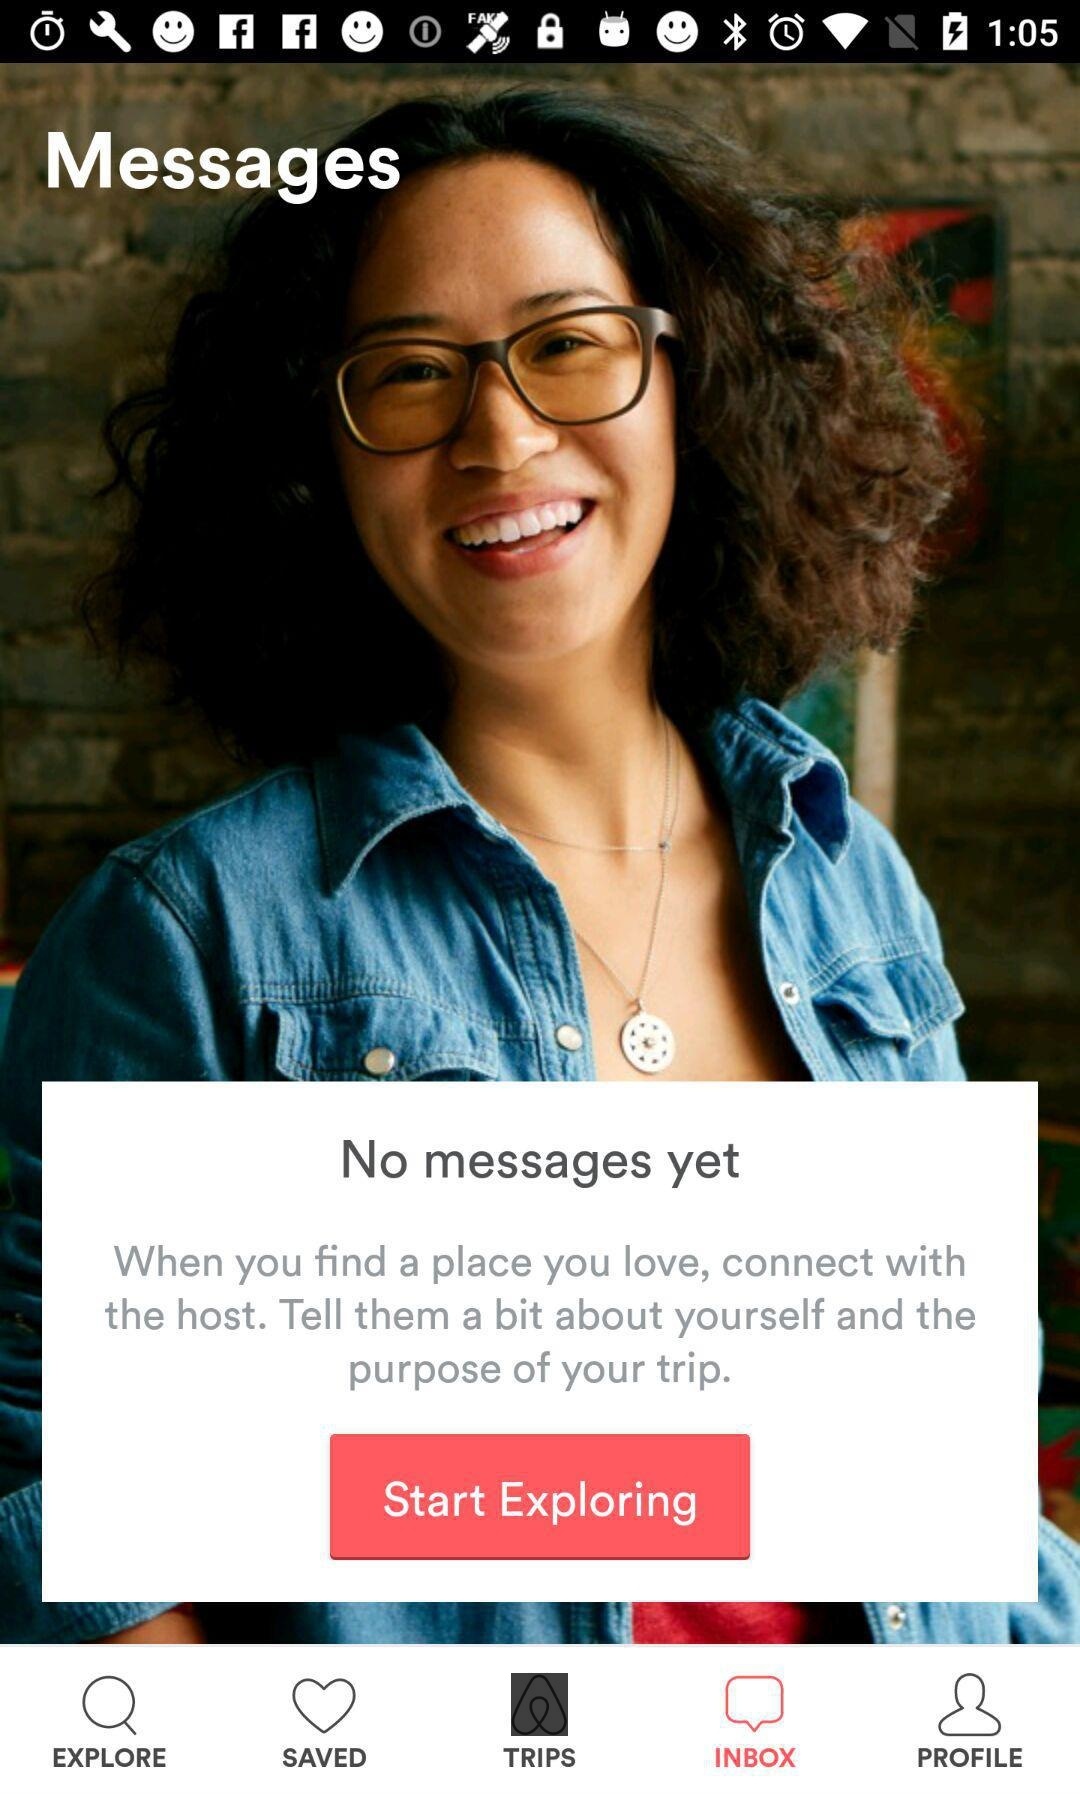 FAKE
1:05
Messages
No messages yet
When you find a place you love, connect with
the host. Tell them a bit about yourself and the
purpose of your trip.
Start Exploring
EXPLORE
SAVED
TRIPS
INBOX
PROFILE